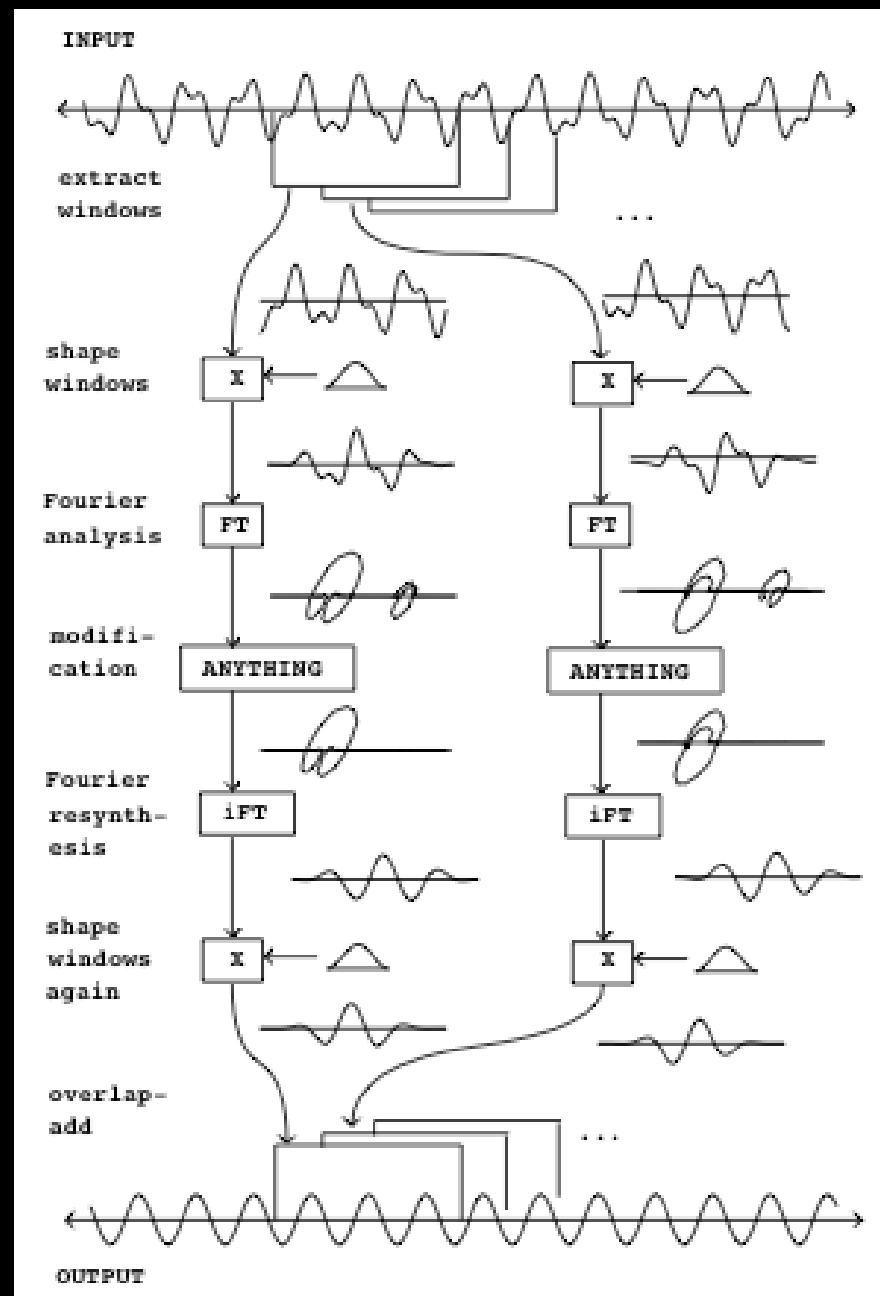 INPUT
extract
windows
...
shape
windows
X
X
Fourier
analysis
FT
FT
modifi-
cation
ANYTHING
ANYTHING
Fourier
resynth-
esis
iFT
iFT
shape
windows
again
X
X
overlap-
add
...
OUTPUT